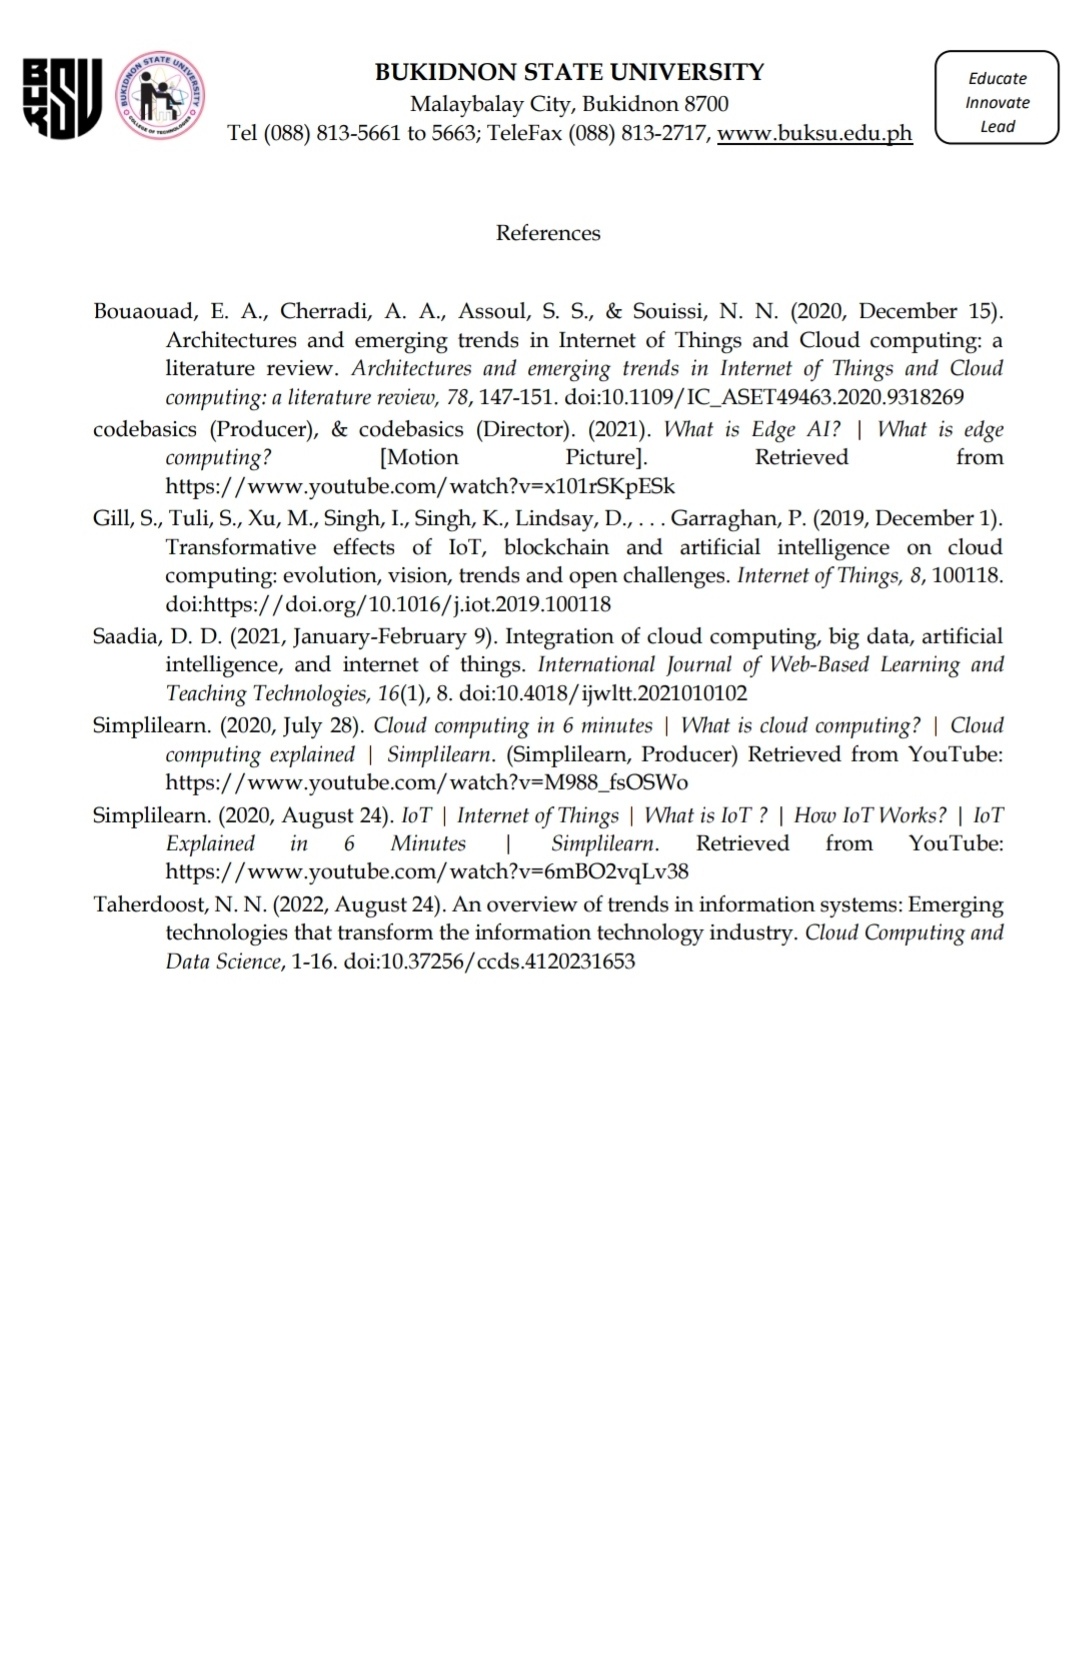 BUKSU
BUKIDNON STATE UNIVERSITY
COLLEGE OF TECHNOLOGIES
BUKIDNON STATE UNIVERSITY
Malaybalay City, Bukidnon 8700
Tel (088) 813-5661 to 5663; TeleFax (088) 813-2717, www.buksu.edu.ph
Educate
Innovate
Lead
References
Bouaouad, E. A., Cherradi, A. A., Assoul, S. S., & Souissi, N. N. (2020, December 15).
Architectures and emerging trends in Internet of Things and Cloud computing: a
literature review. Architectures and emerging trends in Internet of Things and Cloud
computing: a literature review, 78, 147-151. doi:10.1109/IC_ASET49463.2020.9318269
codebasics (Producer), & codebasics (Director). (2021). What is Edge AI? | What is edge
computing? [Motion Picture]. Retrieved from
https://www.youtube.com/watch?v=x101rSKpESk
Gill, S., Tuli, S., Xu, M., Singh, I., Singh, K., Lindsay, D., . . . Garraghan, P. (2019, December 1).
Transformative effects of IoT, blockchain and artificial intelligence on cloud
computing: evolution, vision, trends and open challenges. Internet of Things, 8, 100118.
doi:https://doi.org/10.1016/j.iot.2019.100118
Saadia, D. D. (2021, January-February 9). Integration of cloud computing, big data, artificial
intelligence, and internet of things. International Journal of Web-Based Learning and
Teaching Technologies, 16(1), 8. doi:10.4018/ijwltt.2021010102
Simplilearn. (2020, July 28). Cloud computing in 6 minutes | What is cloud computing? | Cloud
computing explained | Simplilearn. (Simplilearn, Producer) Retrieved from YouTube:
https://www.youtube.com/watch?v=M988_fsOSWo
Simplilearn. (2020, August 24). IoT | Internet of Things | What is IoT ? | How IoT Works? | IoT
Explained in 6 Minutes | Simplilearn. Retrieved from YouTube:
https://www.youtube.com/watch?v=6mBO2vqLv38
Taherdoost, N. N. (2022, August 24). An overview of trends in information systems: Emerging
technologies that transform the information technology industry. Cloud Computing and
Data Science, 1-16. doi:10.37256/ccds.4120231653